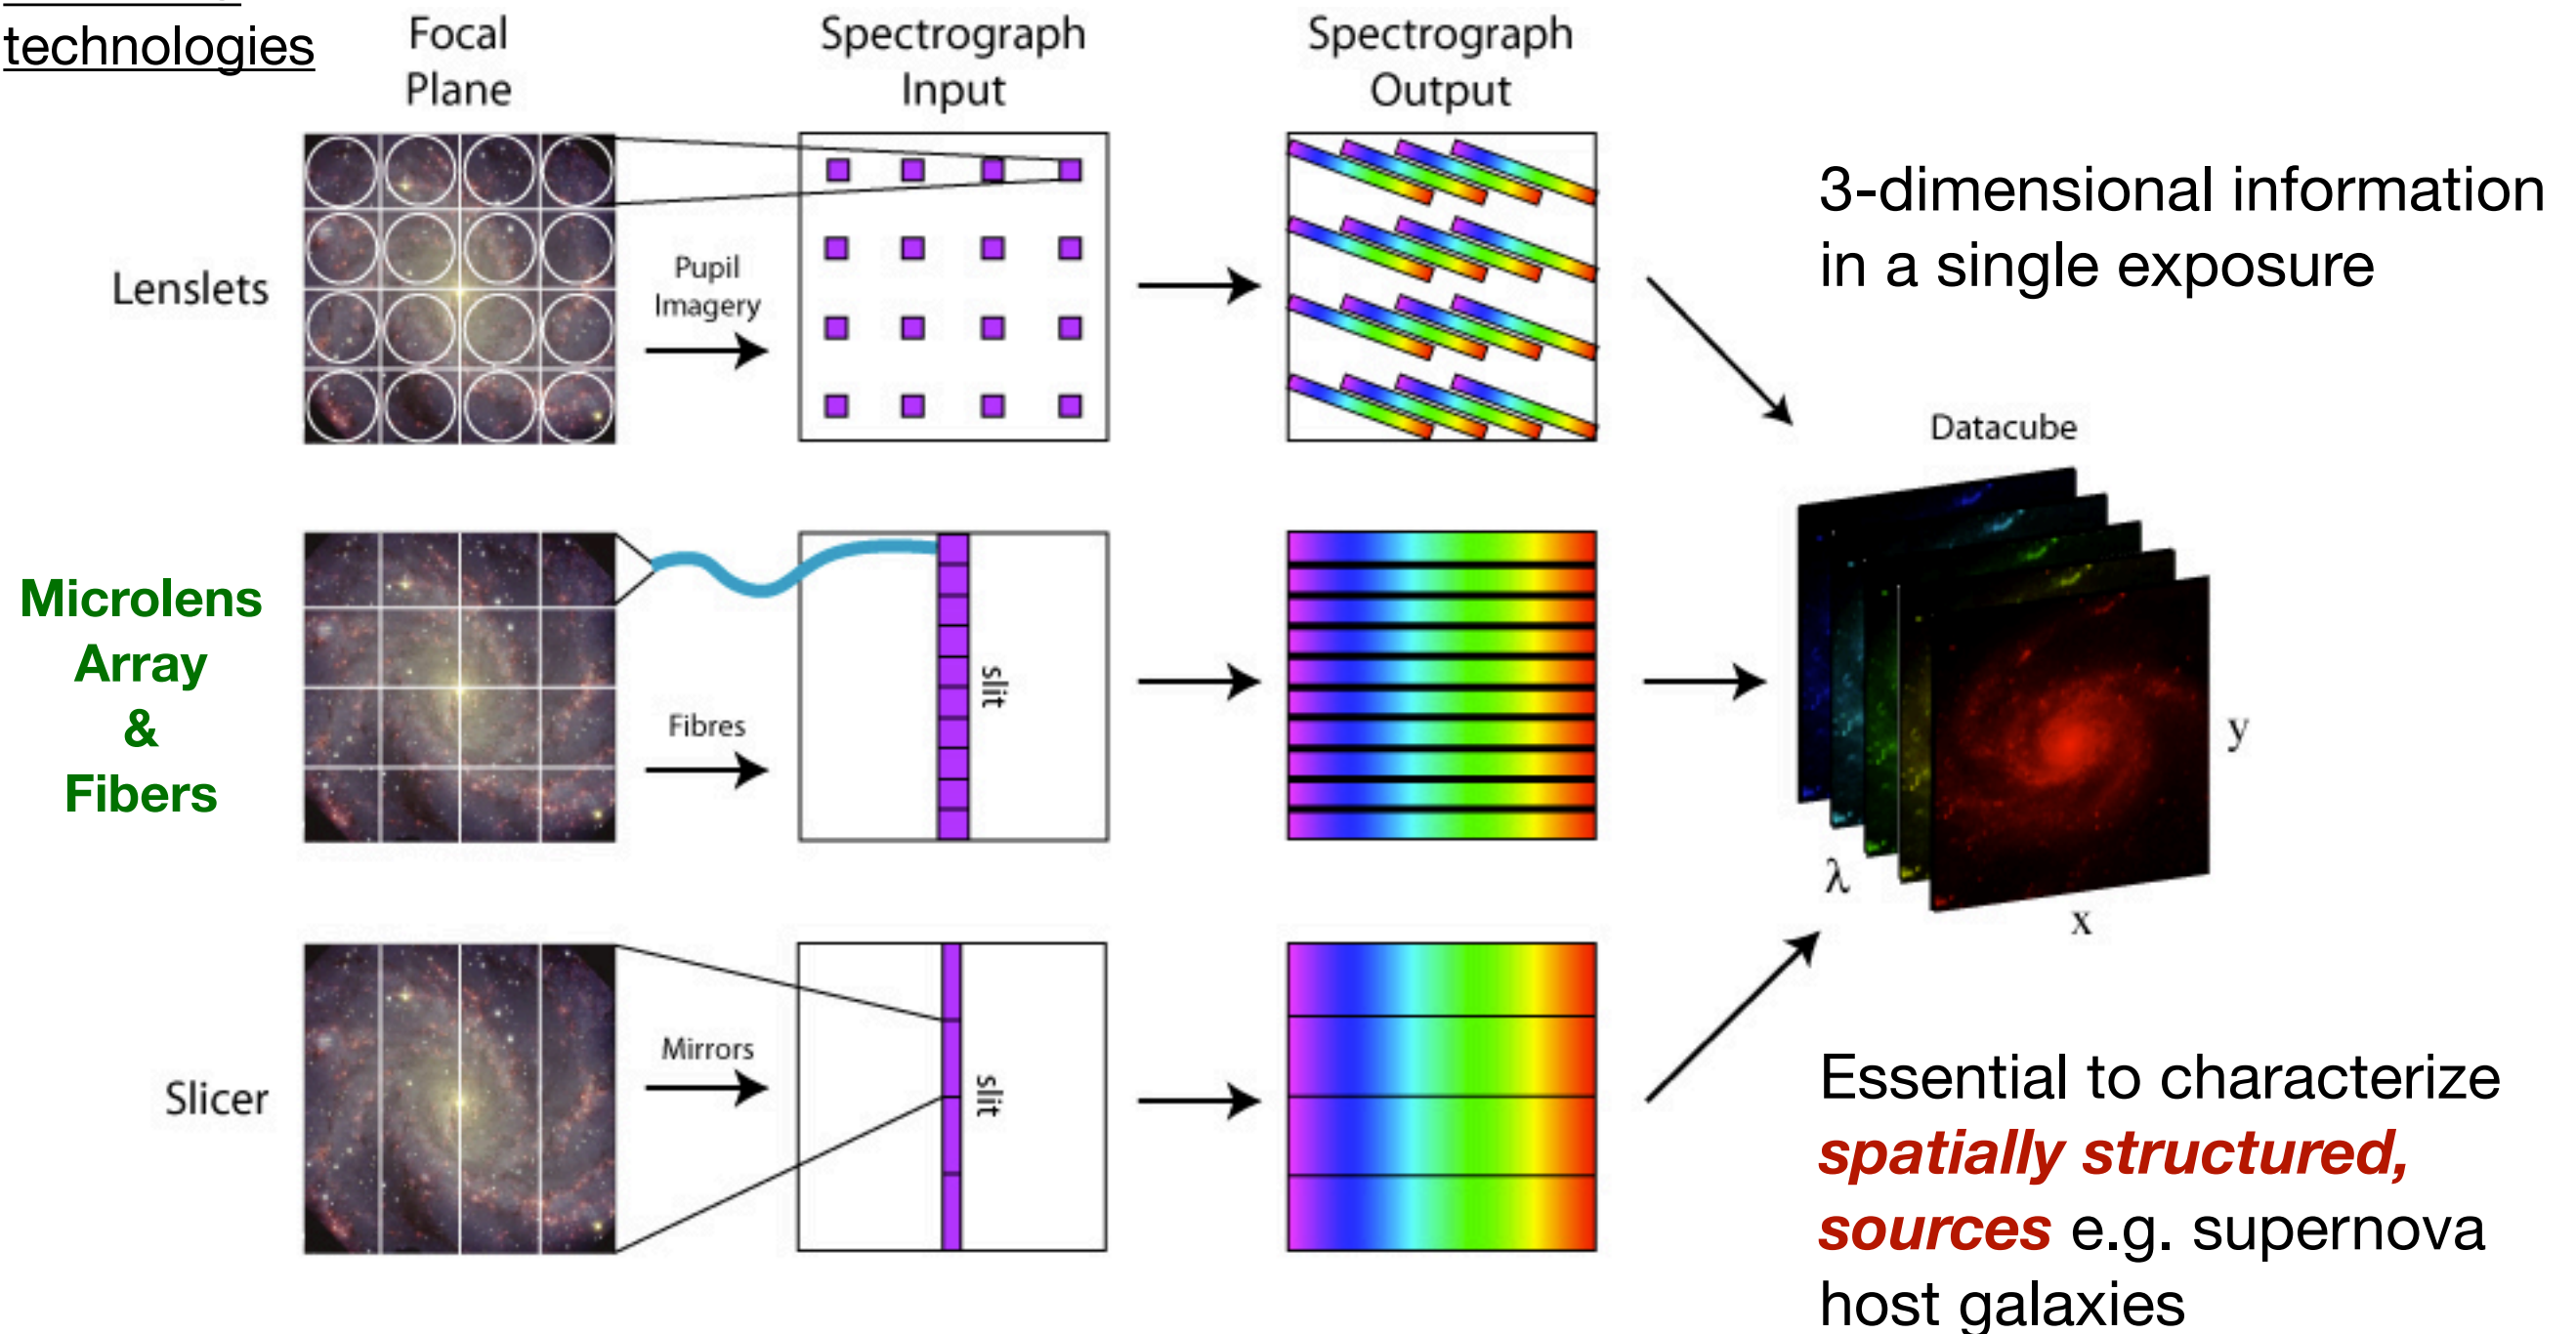 technologies
Focal
Plane
Spectrograph
Input
Spectrograph
Output
Lenslets
Pupil
Imagery
3-dimensional information
in a single exposure
Datacube
Microlens
Array
&
Fibers
Fibres
slit
λ
x
y
Slicer
Mirrors
slit
Essential to characterize
spatially structured,
sources e.g. supernova
host galaxies